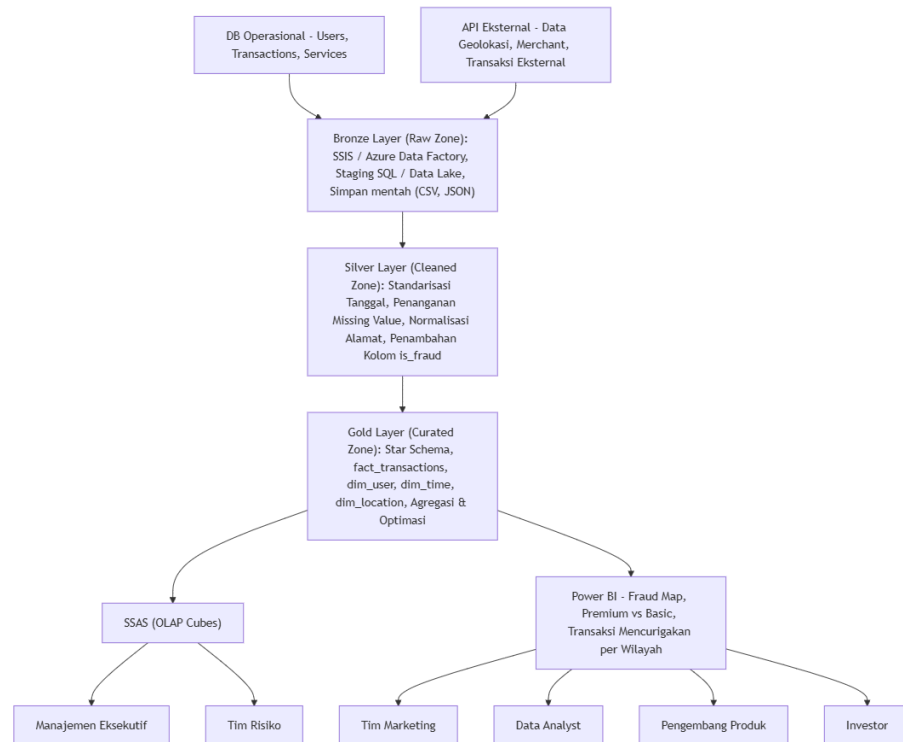 DB Operasional - Users,
Transactions, Services
API Eksternal - Data
Geolokasi, Merchant,
Transaksi Eksternal
Bronze Layer (Raw Zone):
SSIS / Azure Data Factory,
Staging SQL / Data Lake,
Simpan mentah (CSV, JSON)
Silver Layer (Cleaned
Zone): Standarisasi
Tanggal, Penanganan
Missing Value, Normalisasi
Alamat, Penambahan
Kolom is_fraud
Gold Layer (Curated
Zone): Star Schema,
fact_transactions,
dim_user, dim_time,
dim_location, Agregasi &
Optimasi
SSAS (OLAP Cubes)
Power BI - Fraud Map,
Premium vs Basic,
Transaksi Mencurigakan
per Wilayah
Manajemen Eksekutif
Tim Risiko
Tim Marketing
Data Analyst
Pengembang Produk
Investor